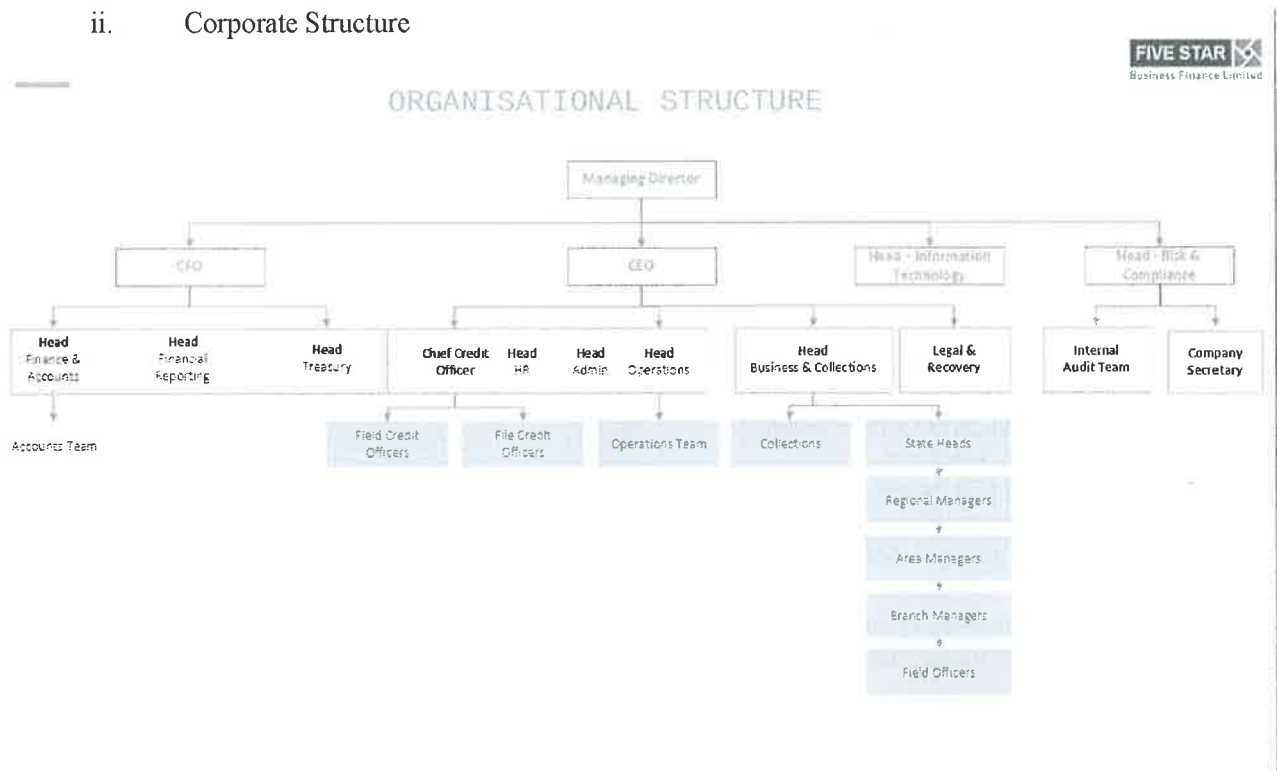 ii. Corporate Structure
FIVE STAR
Business Finance Limited
ORGANISATIONAL STRUCTURE
Managing Director
CFO
CEO
Head - Information
Technology
Head - Risk &
Compliance
Head
Finance &
Accounts
Head
Financial
Reporting
Head
Treasury
Chief Credit
Officer
Head
HR
Head
Admin
Head
Operations
Head
Business & Collections
Legal &
Recovery
Internal
Audit Team
Company
Secretary
Accounts Team
Field Credit
Officers
File Credit
Officers
Operations Team
Collections
State Heads
Regional Managers
Area Managers
Branch Managers
Field Officers